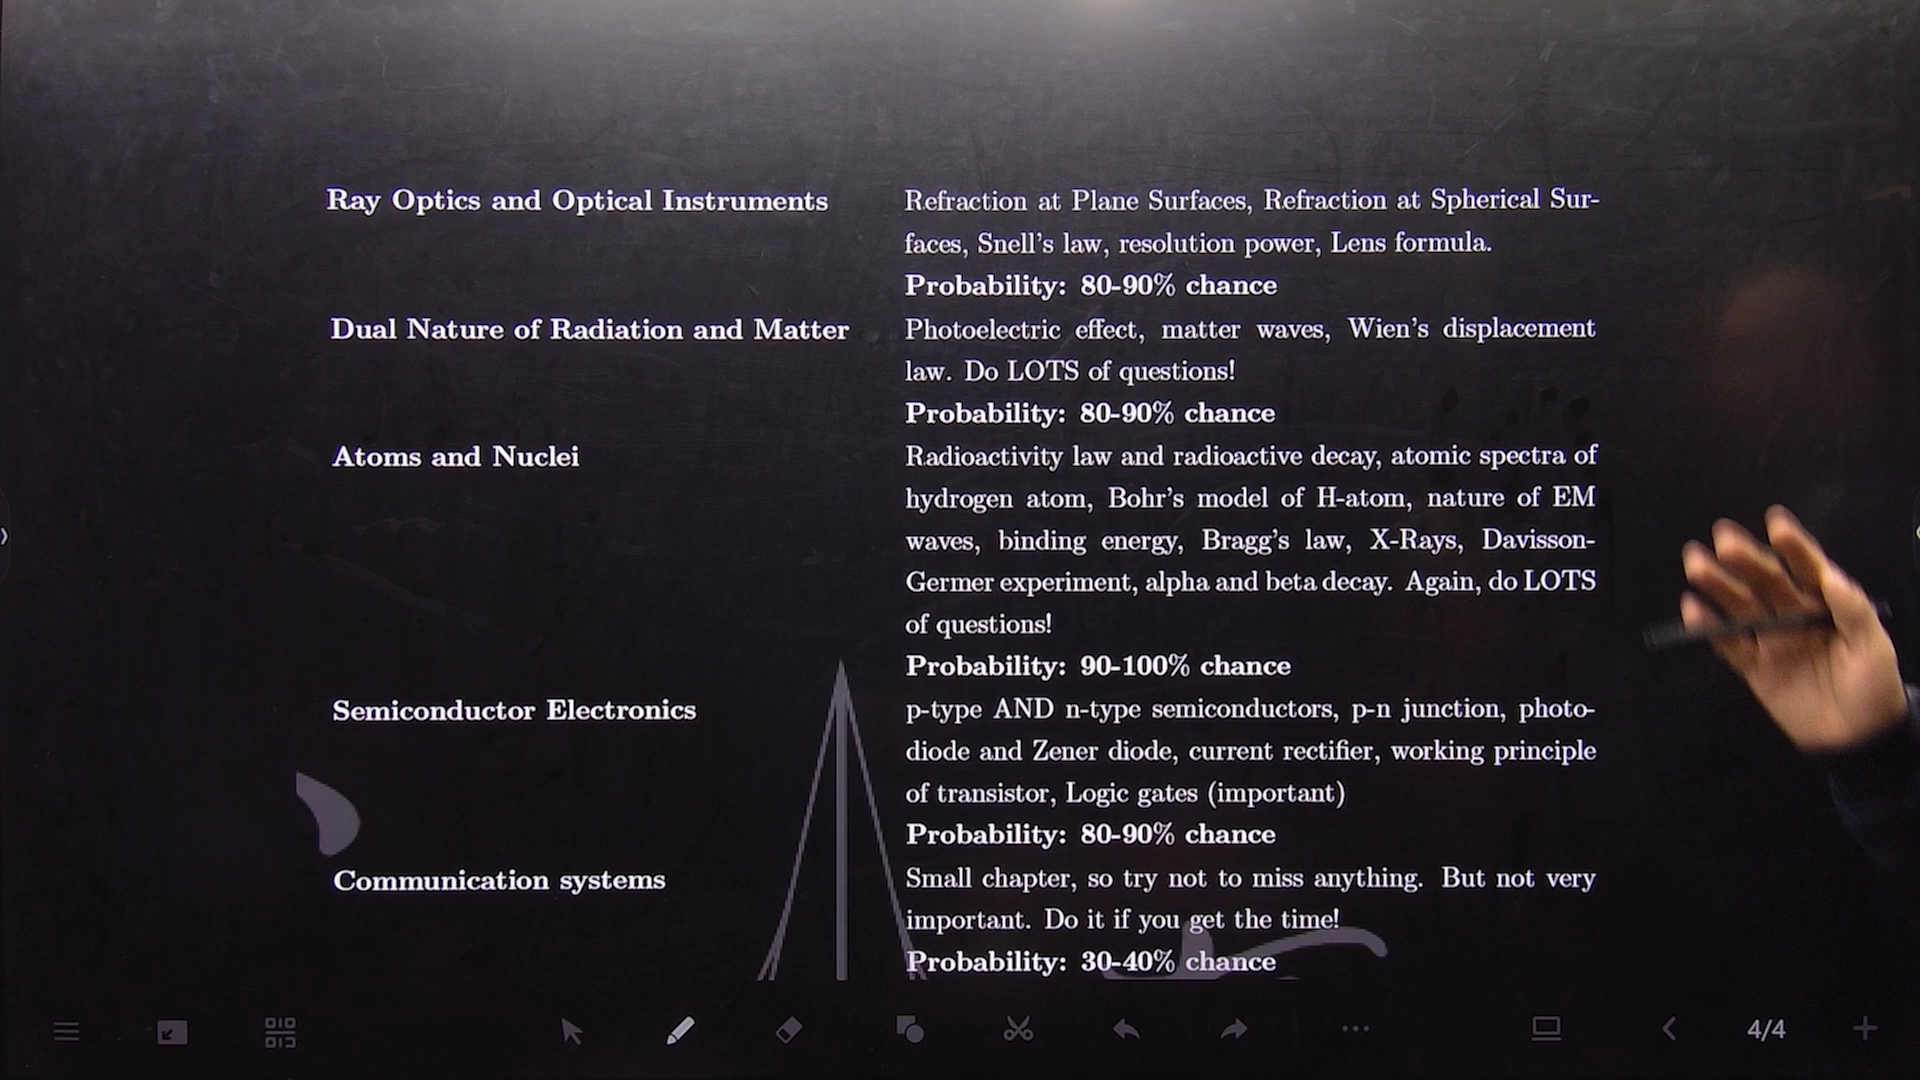 Ray Optics and Optical Instruments
Refraction at Plane Surfaces, Refraction at Spherical Sur-
faces, Snell's law, resolution power, Lens formula.
Probability: 80-90% chance
Dual Nature of Radiation and Matter
Photoelectric effect, matter waves, Wien's displacement
law. Do LOTS of questions!
Probability: 80-90% chance
Atoms and Nuclei
Radioactivity law and radioactive decay, atomic spectra of
hydrogen atom, Bohr's model of H-atom, nature of EM
waves, binding energy, Bragg's law, X-Rays, Davisson-
Germer experiment, alpha and beta decay. Again, do LOTS
of questions!
Probability: 90-100% chance
Semiconductor Electronics
p-type AND n-type semiconductors, p-n junction, photo-
diode and Zener diode, current rectifier, working principle
of transistor, Logic gates (important)
Probability: 80-90% chance
Communication systems
Small chapter, so try not to miss anything. But not very
important. Do it if you get the time!
Probability: 30-40% chance
4/4